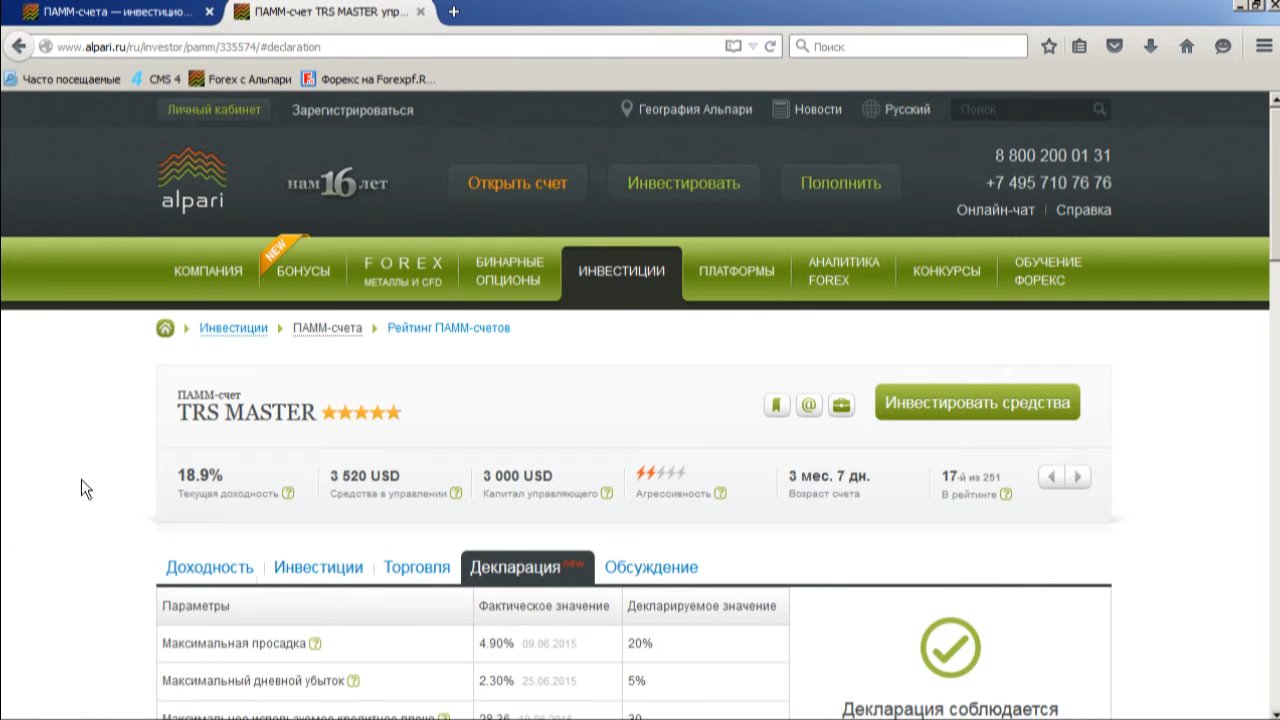 ПАММ-счета — инвестицио...
ПАММ-счет TRS MASTER упр...
www.alpari.ru/ru/investor/pamm/335574/#declaration
Поиск
Часто посещаемые
CMS 4
Forex с Альпари
Форекс на Forexpf.R...
Личный кабинет
Зарегистрироваться
География Альпари
Новости
Русский
Поиск
alpari
нам 16 лет
Открыть счет
Инвестировать
Пополнить
8 800 200 01 31
+7 495 710 76 76
Онлайн-чат
Справка
КОМПАНИЯ
NEW
БОНУСЫ
FOREX
МЕТАЛЛЫ И CFD
БИНАРНЫЕ
ОПЦИОНЫ
ИНВЕСТИЦИИ
ПЛАТФОРМЫ
АНАЛИТИКА
FOREX
КОНКУРСЫ
ОБУЧЕНИЕ
ФОРЕКС
Инвестиции
ПАММ-счета
Рейтинг ПАММ-счетов
ПАММ-счет
TRS MASTER
Инвестировать средства
18.9%
Текущая доходность
3 520 USD
Средства в управлении
3 000 USD
Капитал управляющего
Агрессивность
3 мес. 7 дн.
Возраст счета
17-й из 251
В рейтинге
Доходность
Инвестиции
Торговля
Декларация new
Обсуждение
Параметры
Фактическое значение
Декларируемое значение
Максимальная просадка
4.90% 09.06.2015
20%
Максимальный дневной убыток
2.30% 25.06.2015
5%
Максимальное используемое кредитное плечо
Декларация соблюдается